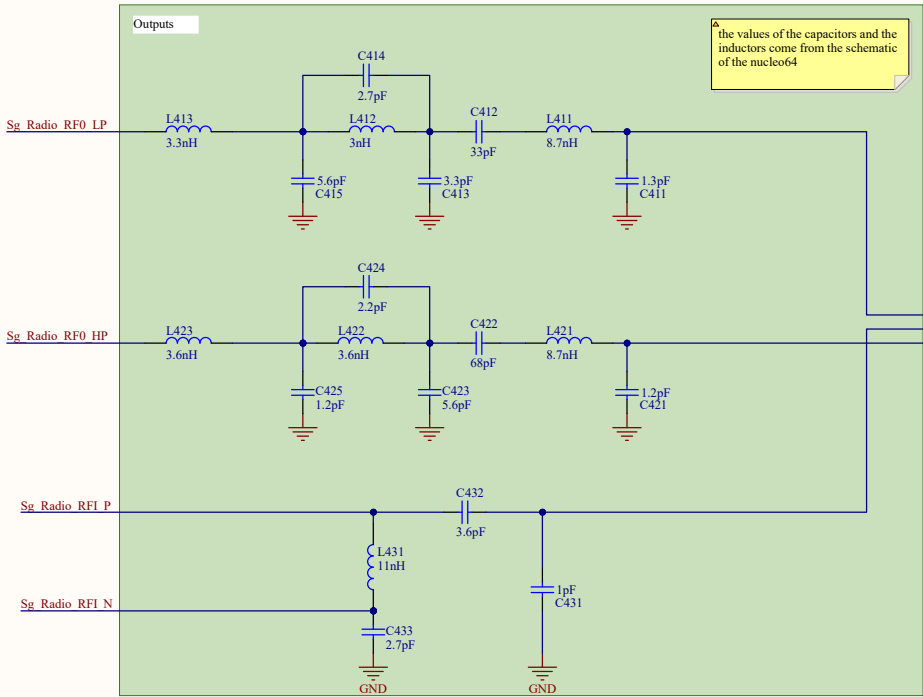 Outputs
the values of the capacitors and the
inductors come from the schematic
of the nucleo64
C414
2.7pF
Sg_Radio_RF0_LP
L413
3.3nH
L412
3nH
C412
33pF
L411
8.7nH
5.6pF
C415
3.3pF
C413
1.3pF
C411
C424
2.2pF
Sg_Radio_RF0_HP
L423
3.6nH
L422
3.6nH
C422
68pF
L421
8.7nH
C425
1.2pF
C423
5.6pF
1.2pF
C421
Sg_Radio_RFI_P
C432
3.6pF
L431
11nH
1pF
C431
Sg_Radio_RFI_N
C433
2.7pF
GND
GND